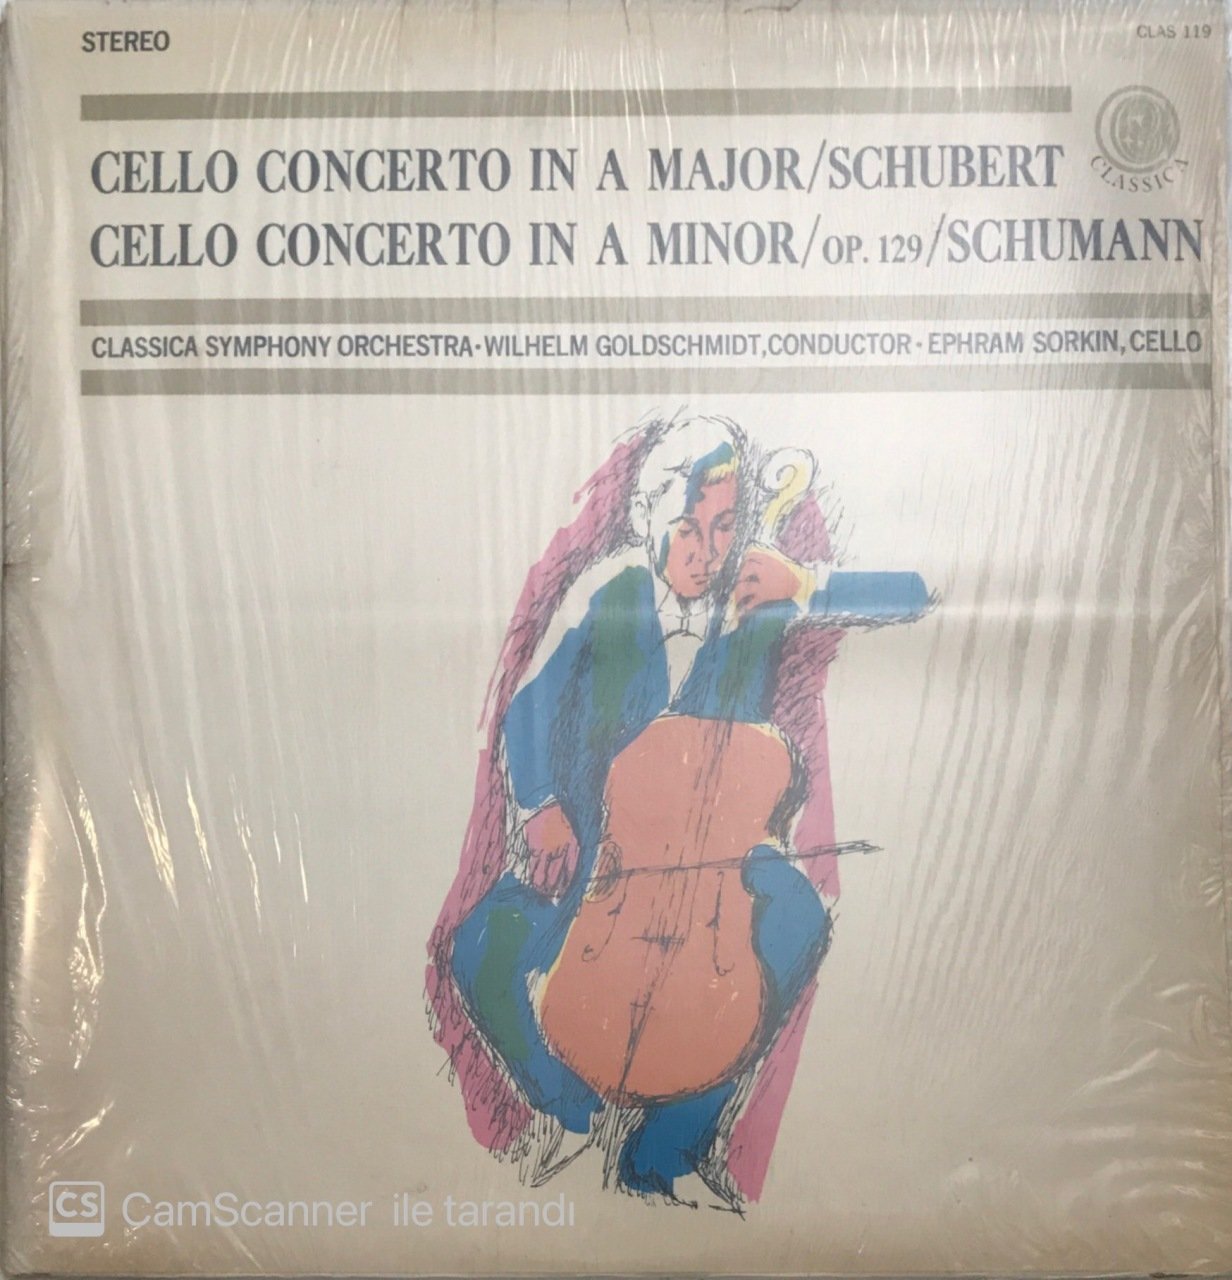 STEREO
CLAS 119
CELLO CONCERTO IN A MAJOR/SCHUBERT
CLASSICA
CELLO CONCERTO IN A MINOR/OP. 129/SCHUMANN
CLASSICA SYMPHONY ORCHESTRA·WILHELM GOLDSCHMIDT,CONDUCTOR·EPHRAM SORKIN, CELLO
CS CamScanner ile tarandı